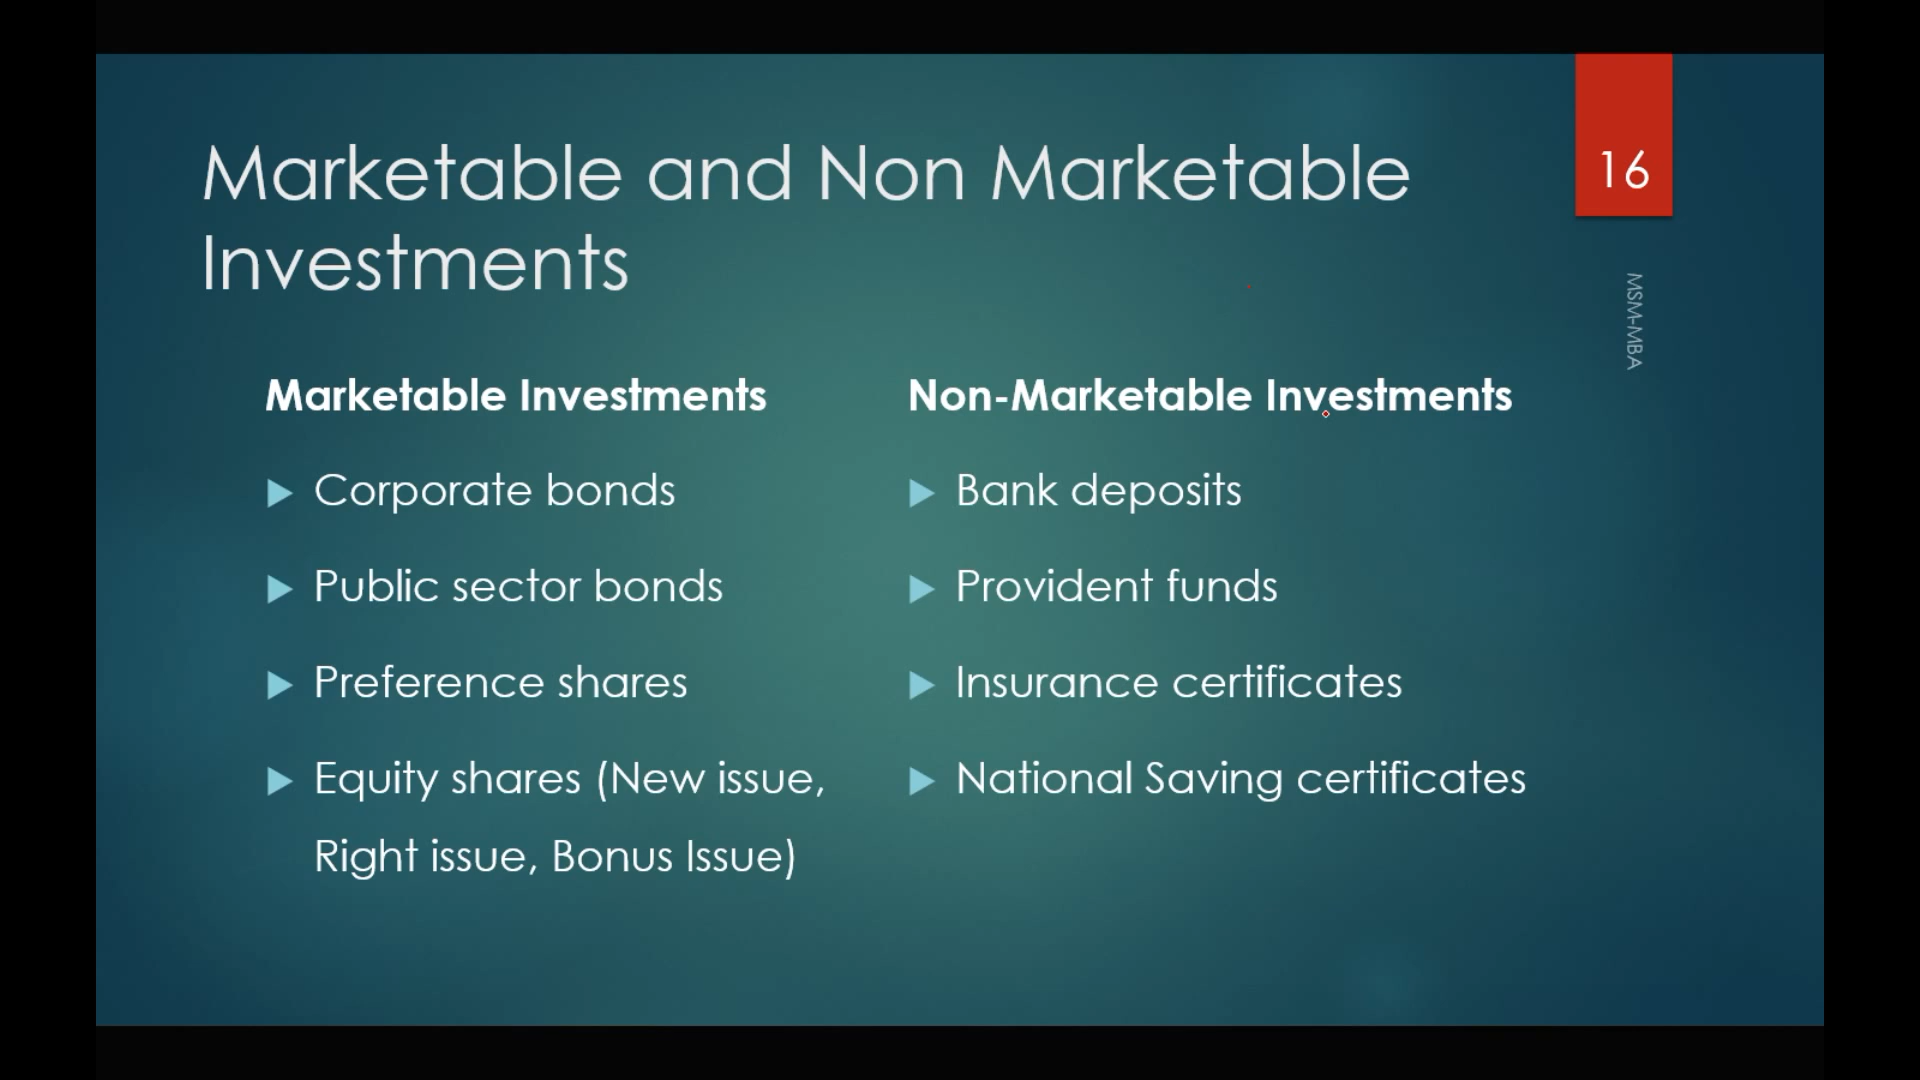 Marketable and Non Marketable
Investments
16
MSM-MBA
Marketable Investments
Corporate bonds
Public sector bonds
Preference shares
Equity shares (New issue,
Right issue, Bonus Issue)
Non-Marketable Investments
Bank deposits
Provident funds
Insurance certificates
National Saving certificates